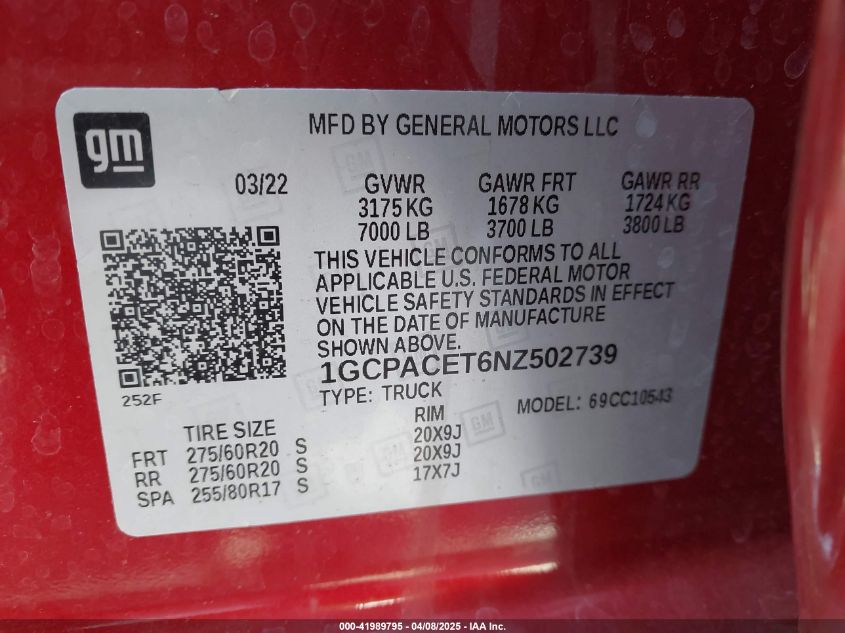 gm
MFD BY GENERAL MOTORS LLC
03/22 GVWR GAWR FRT GAWR RR
3175 KG 1678 KG 1724 KG
7000 LB 3700 LB 3800 LB
THIS VEHICLE CONFORMS TO ALL
APPLICABLE U.S. FEDERAL MOTOR
VEHICLE SAFETY STANDARDS IN EFFECT
ON THE DATE OF MANUFACTURE
SHOWN ABOVE.
1GCPACET6NZ502739
252F
TYPE: TRUCK MODEL: 69CC10543
TIRE SIZE RIM
FRT 275/60R20 S 20X9J
RR 275/60R20 S 20X9J
SPA 255/80R17 S 17X7J
000-41989795 - 04/08/2025 - IAA Inc.